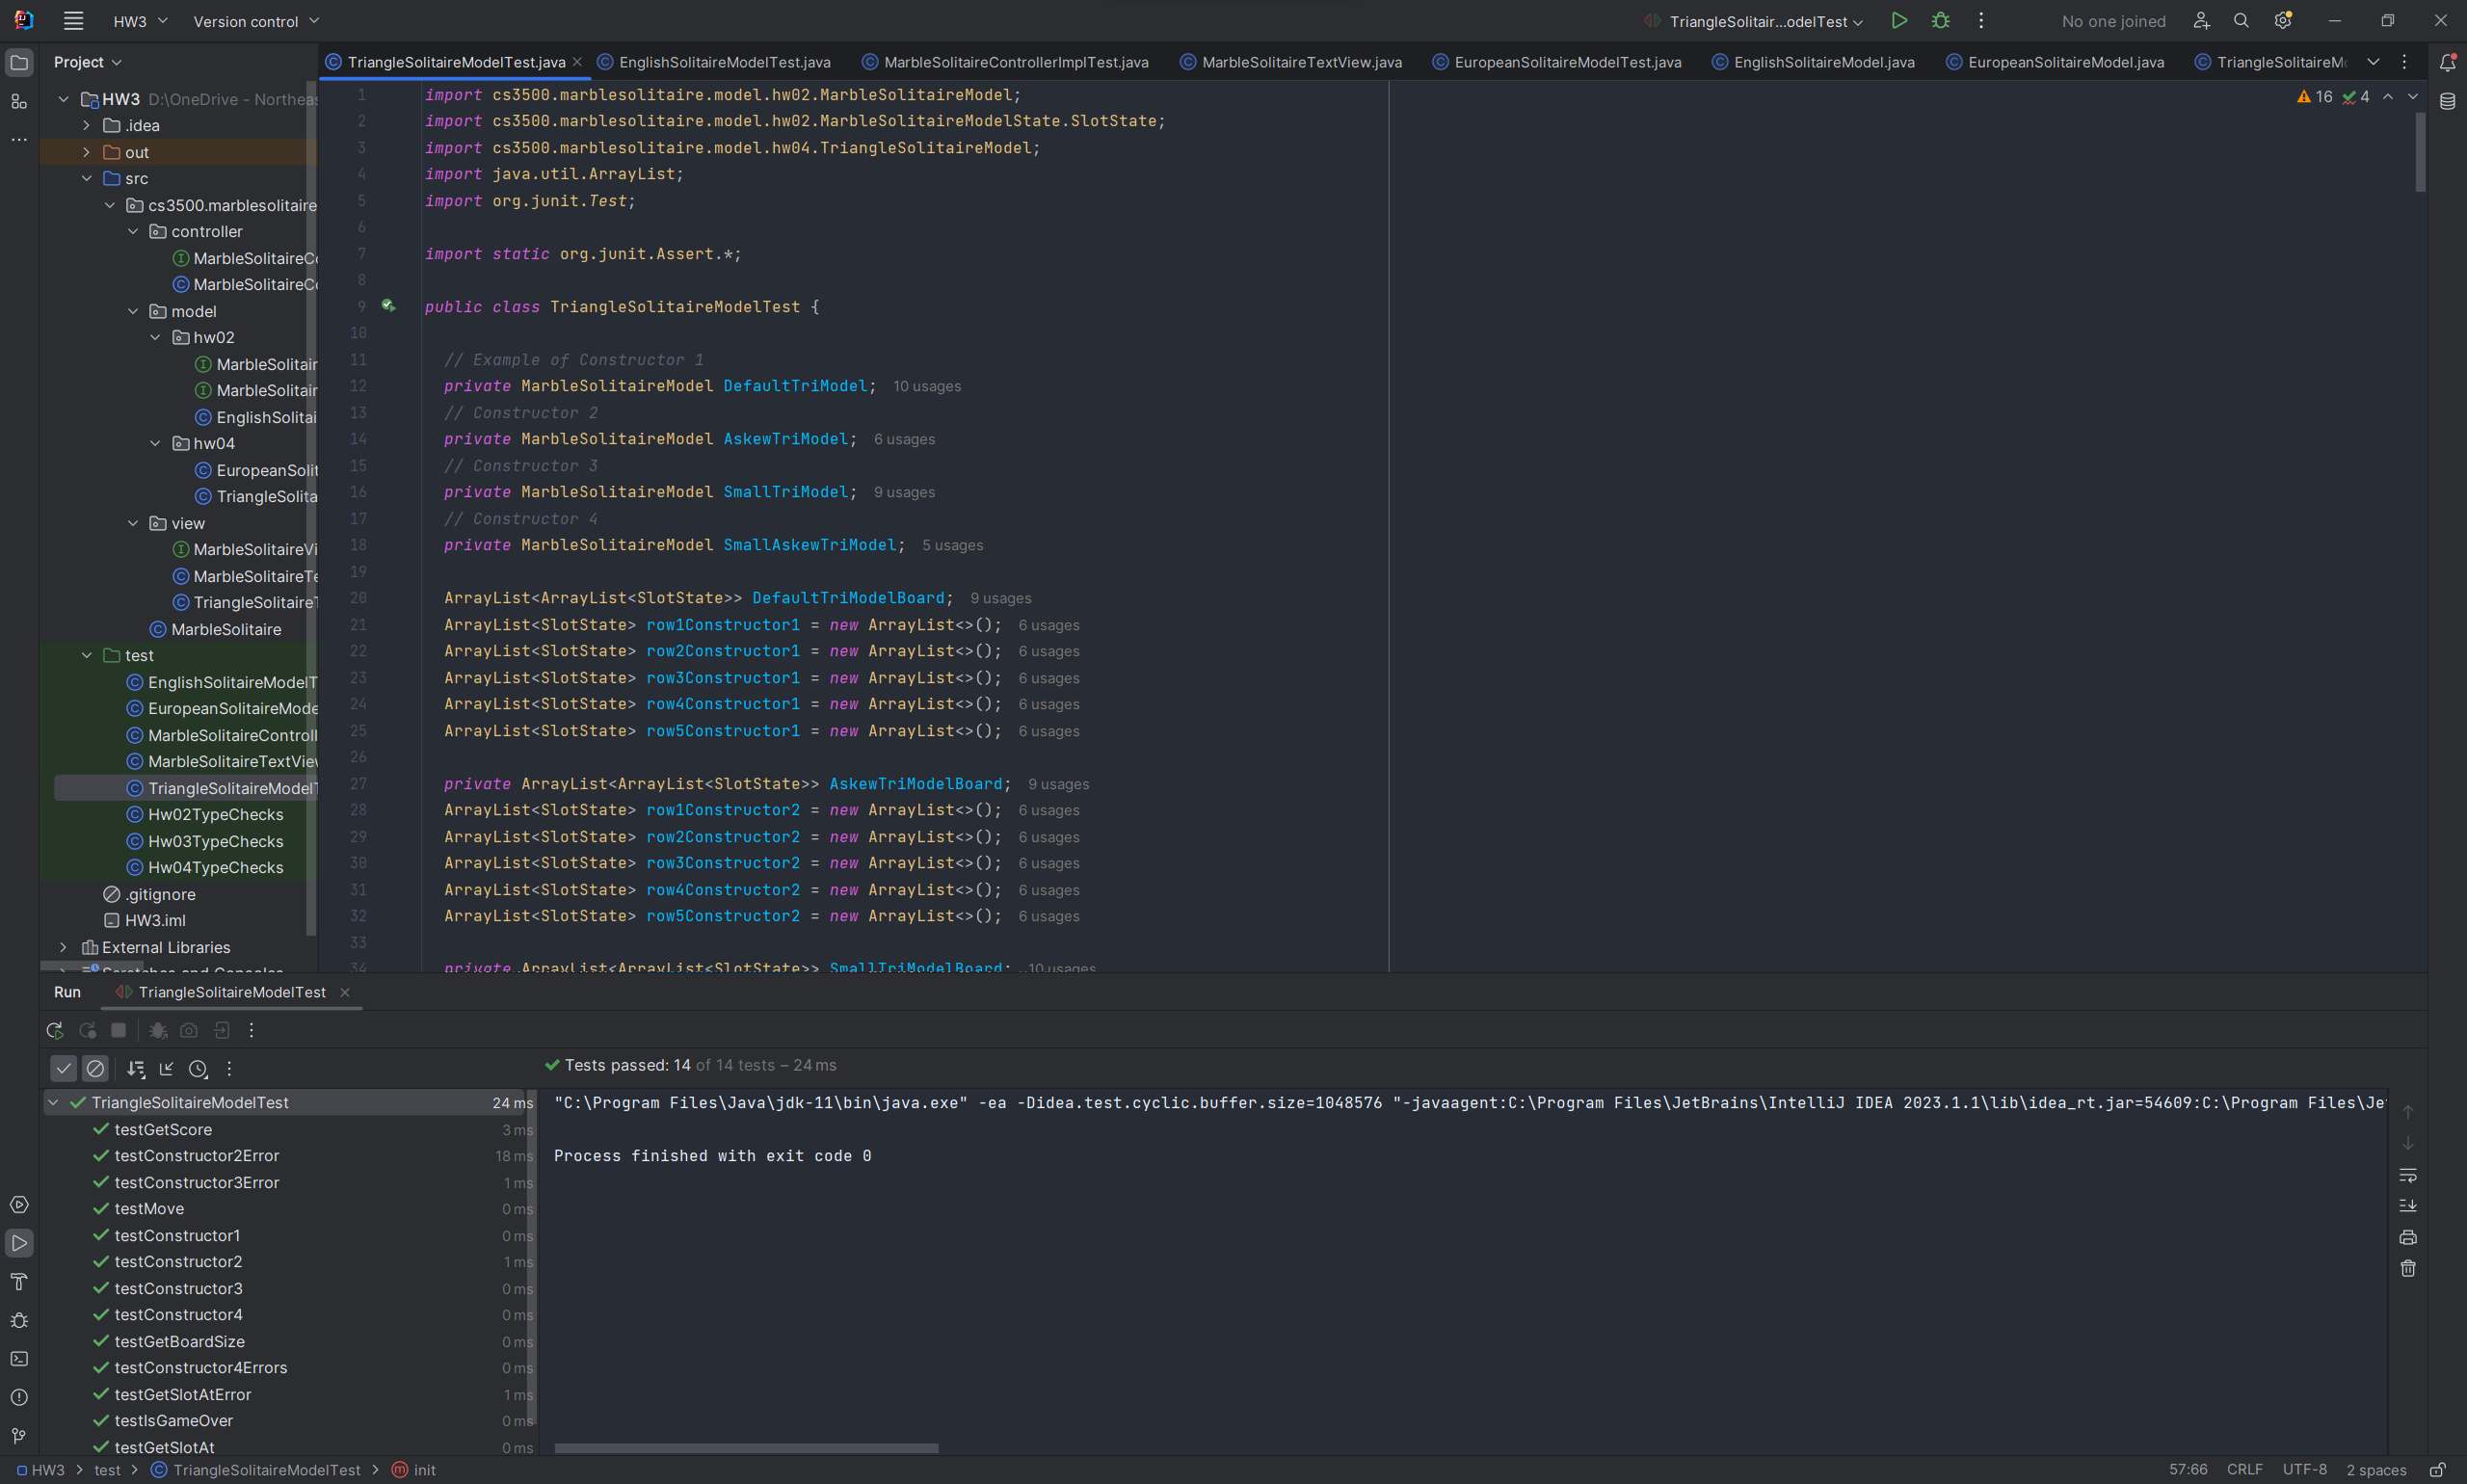 HW3 Version control TriangleSolitair...odelTest No one joined
Project
TriangleSolitaireModelTest.java EnglishSolitaireModelTest.java MarbleSolitaireControllerImplTest.java MarbleSolitaireTextView.java EuropeanSolitaireModelTest.java EnglishSolitaireModel.java EuropeanSolitaireModel.java TriangleSolitaireM
HW3 D:\OneDrive - Northeas
.idea
out
src
cs3500.marblesolitaire
controller
MarbleSolitaireCo
MarbleSolitaireCo
model
hw02
MarbleSolitair
MarbleSolitair
EnglishSolitai
hw04
EuropeanSolit
TriangleSolita
view
MarbleSolitaireVi
MarbleSolitaireTe
TriangleSolitaireT
MarbleSolitaire
test
EnglishSolitaireModelT
EuropeanSolitaireMode
MarbleSolitaireControll
MarbleSolitaireTextView
TriangleSolitaireModelT
Hw02TypeChecks
Hw03TypeChecks
Hw04TypeChecks
.gitignore
HW3.iml
External Libraries
Scratches and Consoles
16 4
1 import cs3500.marblesolitaire.model.hw02.MarbleSolitaireModel;
2 import cs3500.marblesolitaire.model.hw02.MarbleSolitaireModelState.SlotState;
3 import cs3500.marblesolitaire.model.hw04.TriangleSolitaireModel;
4 import java.util.ArrayList;
5 import org.junit.Test;
6
7 import static org.junit.Assert.*;
8
9 public class TriangleSolitaireModelTest {
10
11 // Example of Constructor 1
12 private MarbleSolitaireModel DefaultTriModel; 10 usages
13 // Constructor 2
14 private MarbleSolitaireModel AskewTriModel; 6 usages
15 // Constructor 3
16 private MarbleSolitaireModel SmallTriModel; 9 usages
17 // Constructor 4
18 private MarbleSolitaireModel SmallAskewTriModel; 5 usages
19
20 ArrayList<ArrayList<SlotState>> DefaultTriModelBoard; 9 usages
21 ArrayList<SlotState> row1Constructor1 = new ArrayList<>(); 6 usages
22 ArrayList<SlotState> row2Constructor1 = new ArrayList<>(); 6 usages
23 ArrayList<SlotState> row3Constructor1 = new ArrayList<>(); 6 usages
24 ArrayList<SlotState> row4Constructor1 = new ArrayList<>(); 6 usages
25 ArrayList<SlotState> row5Constructor1 = new ArrayList<>(); 6 usages
26
27 private ArrayList<ArrayList<SlotState>> AskewTriModelBoard; 9 usages
28 ArrayList<SlotState> row1Constructor2 = new ArrayList<>(); 6 usages
29 ArrayList<SlotState> row2Constructor2 = new ArrayList<>(); 6 usages
30 ArrayList<SlotState> row3Constructor2 = new ArrayList<>(); 6 usages
31 ArrayList<SlotState> row4Constructor2 = new ArrayList<>(); 6 usages
32 ArrayList<SlotState> row5Constructor2 = new ArrayList<>(); 6 usages
33
34 private ArrayList<ArrayList<SlotState>> SmallTriModelBoard; 10 usages
Run TriangleSolitaireModelTest
Tests passed: 14 of 14 tests – 24 ms
TriangleSolitaireModelTest 24 ms
testGetScore 3 ms
testConstructor2Error 18 ms
testConstructor3Error 1 ms
testMove 0 ms
testConstructor1 0 ms
testConstructor2 1 ms
testConstructor3 0 ms
testConstructor4 0 ms
testGetBoardSize 0 ms
testConstructor4Errors 0 ms
testGetSlotAtError 1 ms
testIsGameOver 0 ms
testGetSlotAt 0 ms
"C:\Program Files\Java\jdk-11\bin\java.exe" -ea -Didea.test.cyclic.buffer.size=1048576 "-javaagent:C:\Program Files\JetBrains\IntelliJ IDEA 2023.1.1\lib\idea_rt.jar=54609:C:\Program Files\Je
Process finished with exit code 0
HW3 > test > TriangleSolitaireModelTest > init 57:66 CRLF UTF-8 2 spaces